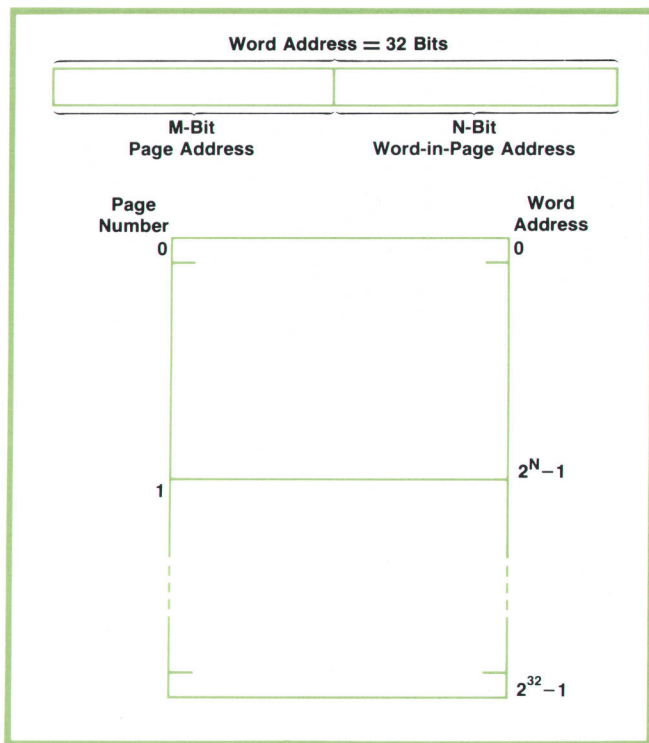 Word Address = 32 Bits
M-Bit
Page Address
N-Bit
Word-in-Page Address
Page
Number
Word
Address
0
0
1
2^N−1
2^32−1